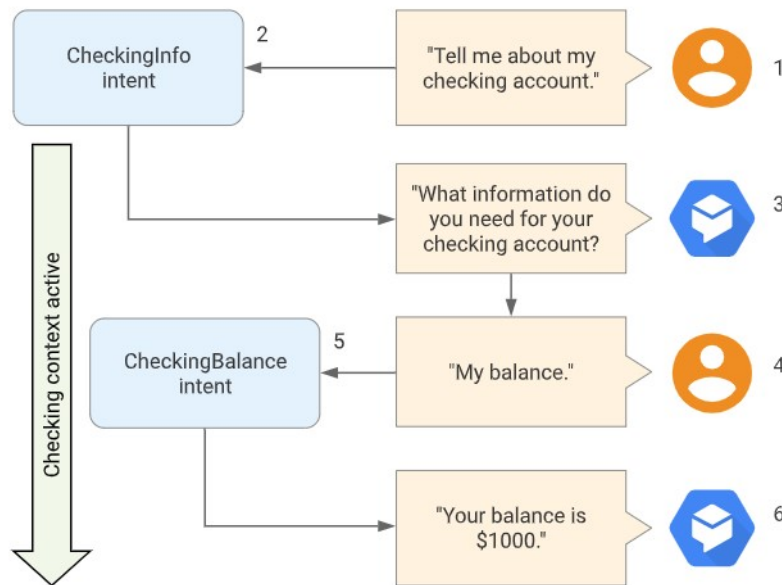 CheckingInfo
intent
2
"Tell me about my
checking account."
1
"What information do
you need for your
checking account?
3
Checking context active
CheckingBalance
intent
5
"My balance."
4
"Your balance is
$1000."
6